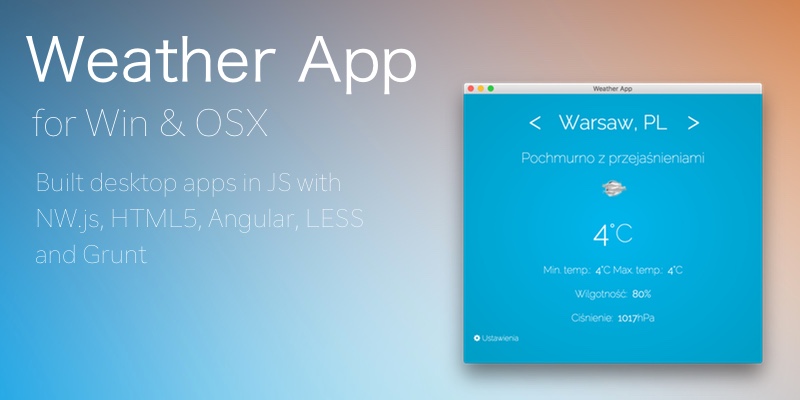 Weather App
for Win & OSX
Built desktop apps in JS with
NW.js, HTML5, Angular, LESS
and Grunt
Weather App
< Warsaw, PL >
Pochmurno z przejaśnieniami
4°C
Min. temp.: 4°C Max. temp.: 4°C
Wilgotność: 80%
Ciśnienie: 1017hPa
Ustawienia